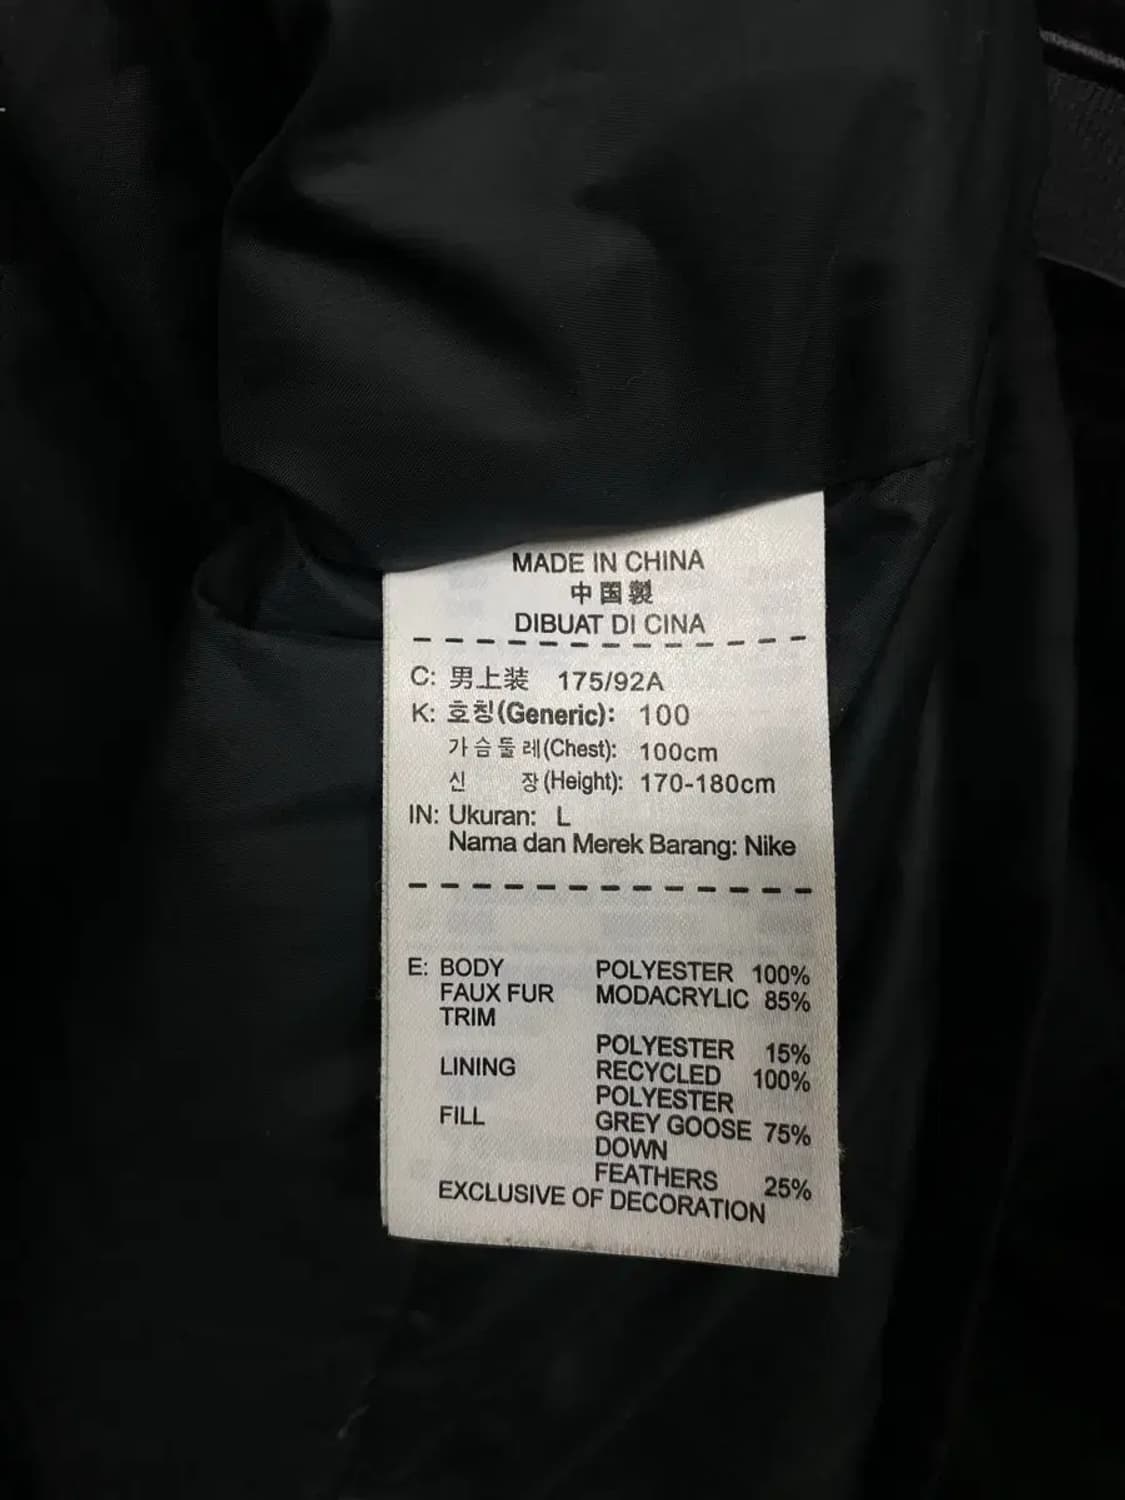 MADE IN CHINA
中国製
DIBUAT DI CINA
C: 男上装 175/92A
K: 호칭(Generic): 100
가슴둘레(Chest): 100cm
신 장(Height): 170-180cm
IN: Ukuran: L
Nama dan Merek Barang: Nike
E: BODY POLYESTER 100%
FAUX FUR MODACRYLIC 85%
TRIM
POLYESTER 15%
LINING RECYCLED 100%
POLYESTER
FILL GREY GOOSE 75%
DOWN
FEATHERS 25%
EXCLUSIVE OF DECORATION